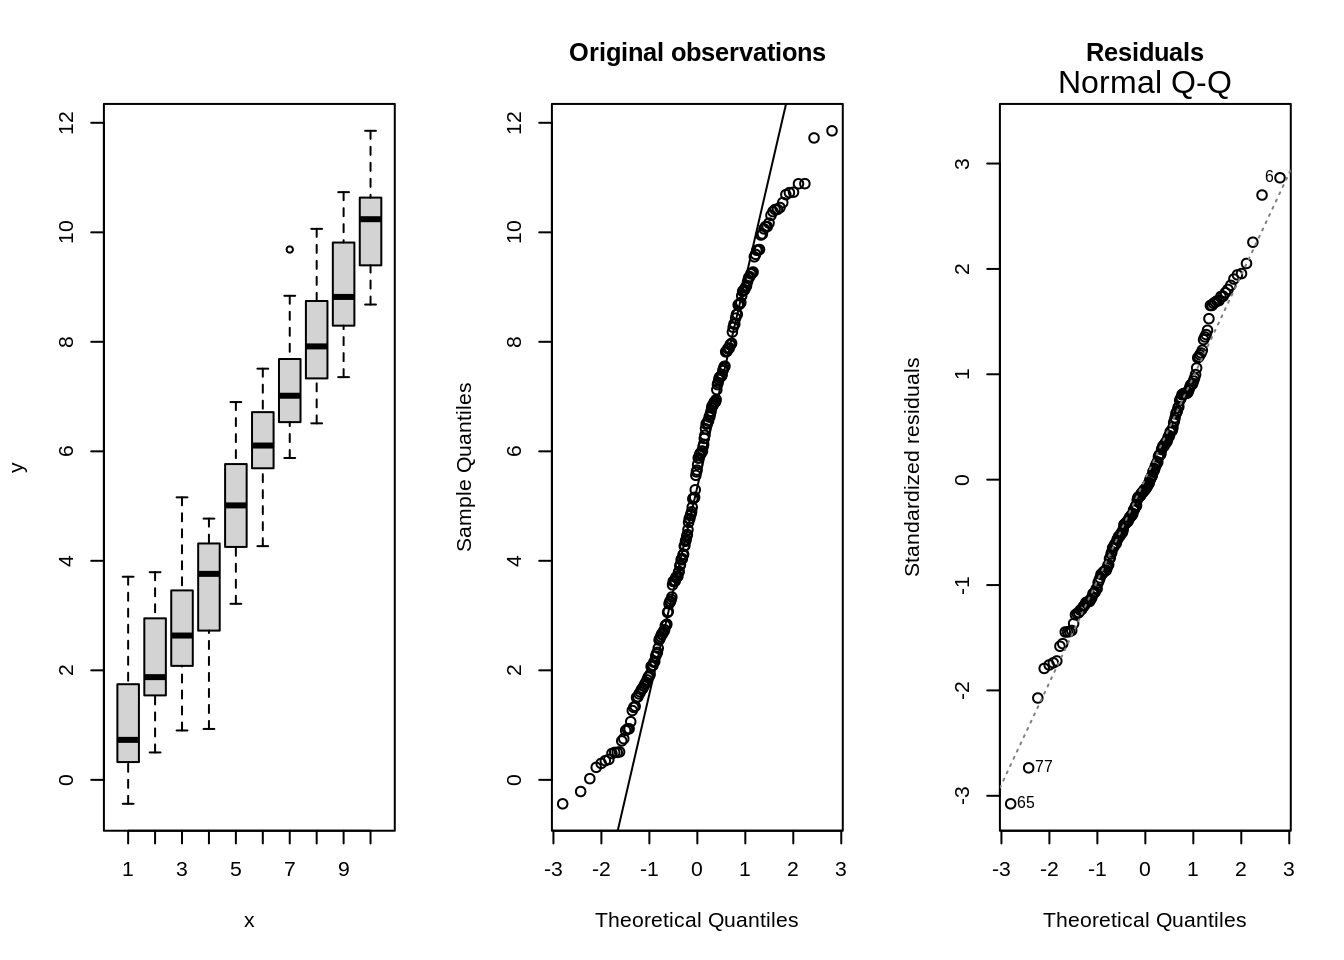 y
0
2
4
6
8
10
12
1 3 5 7 9
x
Original observations
Sample Quantiles
0
2
4
6
8
10
12
-3 -2 -1 0 1 2 3
Theoretical Quantiles
Residuals
Normal Q-Q
Standardized residuals
-3
-2
-1
0
1
2
3
6
77
65
-3 -2 -1 0 1 2 3
Theoretical Quantiles